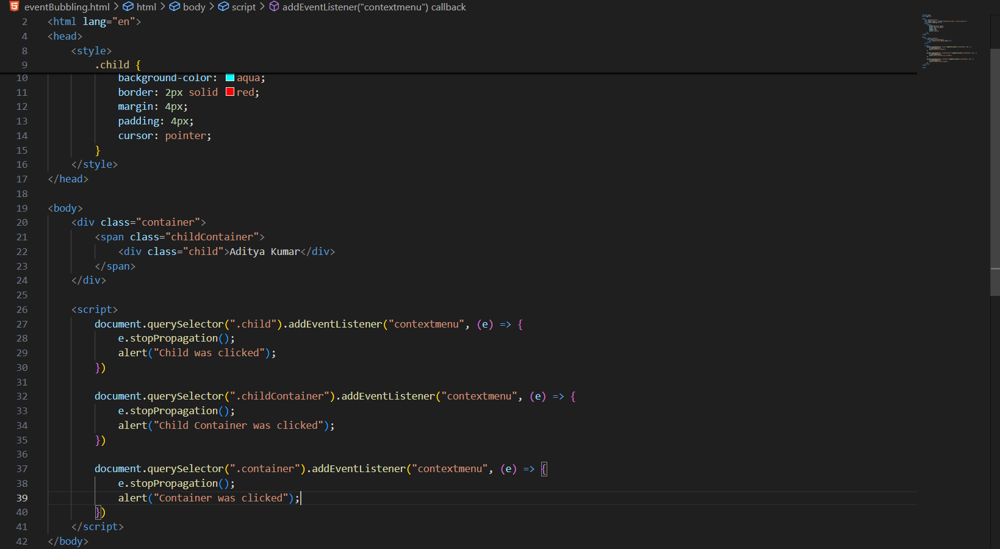 eventBubbling.html > html > body > script > addEventListener("contextmenu") callback
2 <html lang="en">
4 <head>
8 <style>
9 .child {
10 background-color: aqua;
11 border: 2px solid red;
12 margin: 4px;
13 padding: 4px;
14 cursor: pointer;
15 }
16 </style>
17 </head>
18
19 <body>
20 <div class="container">
21 <span class="childContainer">
22 <div class="child">Aditya Kumar</div>
23 </span>
24 </div>
25
26 <script>
27 document.querySelector(".child").addEventListener("contextmenu", (e) => {
28 e.stopPropagation();
29 alert("Child was clicked");
30 })
31
32 document.querySelector(".childContainer").addEventListener("contextmenu", (e) => {
33 e.stopPropagation();
34 alert("Child Container was clicked");
35 })
36
37 document.querySelector(".container").addEventListener("contextmenu", (e) => {
38 e.stopPropagation();
39 alert("Container was clicked");
40 })
41 </script>
42 </body>